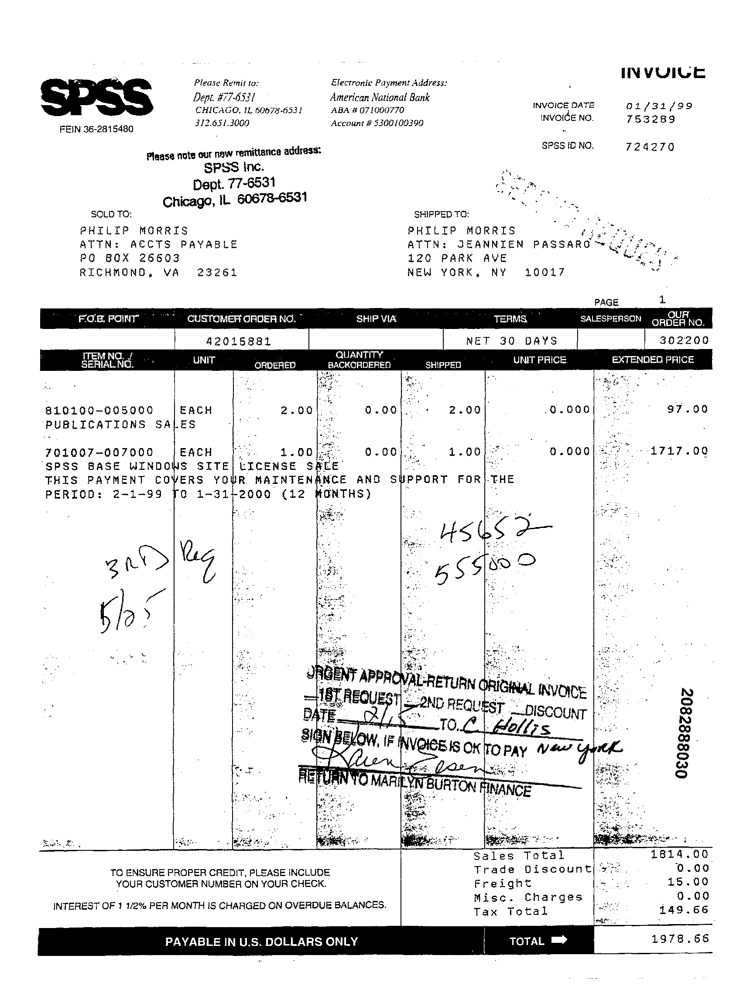 INVOICE
SPSS
FEIN 36-2815480
Please Remit to:
Dept. #77-6531
CHICAGO, IL 60678-6531
312.651.3000
Electronic Payment Address:
American National Bank
ABA # 071000770
Account # 5300100390
INVOICE DATE 01/31/99
INVOICE NO. 753289
SPSS ID NO. 724270
Please note our new remittance address:
SPSS Inc.
Dept. 77-6531
Chicago, IL 60678-6531
SECOND REQUEST
SOLD TO:
PHILIP MORRIS
ATTN: ACCTS PAYABLE
PO BOX 26603
RICHMOND, VA 23261
SHIPPED TO:
PHILIP MORRIS
ATTN: JEANNIEN PASSARO
120 PARK AVE
NEW YORK, NY 10017
PAGE 1
F.O.B. POINT CUSTOMER ORDER NO. SHIP VIA TERMS SALESPERSON OUR ORDER NO.
42015881 NET 30 DAYS 302200
ITEM NO. / SERIAL NO. UNIT ORDERED QUANTITY BACKORDERED SHIPPED UNIT PRICE EXTENDED PRICE
810100-005000 EACH 2.00 0.00 2.00 0.000 97.00
PUBLICATIONS SALES
701007-007000 EACH 1.00 0.00 1.00 0.000 1717.00
SPSS BASE WINDOWS SITE LICENSE SALE
THIS PAYMENT COVERS YOUR MAINTENANCE AND SUPPORT FOR THE
PERIOD: 2-1-99 TO 1-31-2000 (12 MONTHS)
45652
555000
3RD Req
5/25
URGENT APPROVAL-RETURN ORIGINAL INVOICE
1ST REQUEST 2ND REQUEST DISCOUNT
DATE TO C Hollis
SIGN BELOW, IF INVOICE IS OK TO PAY New York
Karen
RETURN TO MARILYN BURTON FINANCE
2082888030
Sales Total 1814.00
Trade Discount 0.00
Freight 15.00
Misc. Charges 0.00
Tax Total 149.66
TO ENSURE PROPER CREDIT, PLEASE INCLUDE
YOUR CUSTOMER NUMBER ON YOUR CHECK.
INTEREST OF 1 1/2% PER MONTH IS CHARGED ON OVERDUE BALANCES.
PAYABLE IN U.S. DOLLARS ONLY
TOTAL ➡ 1978.66